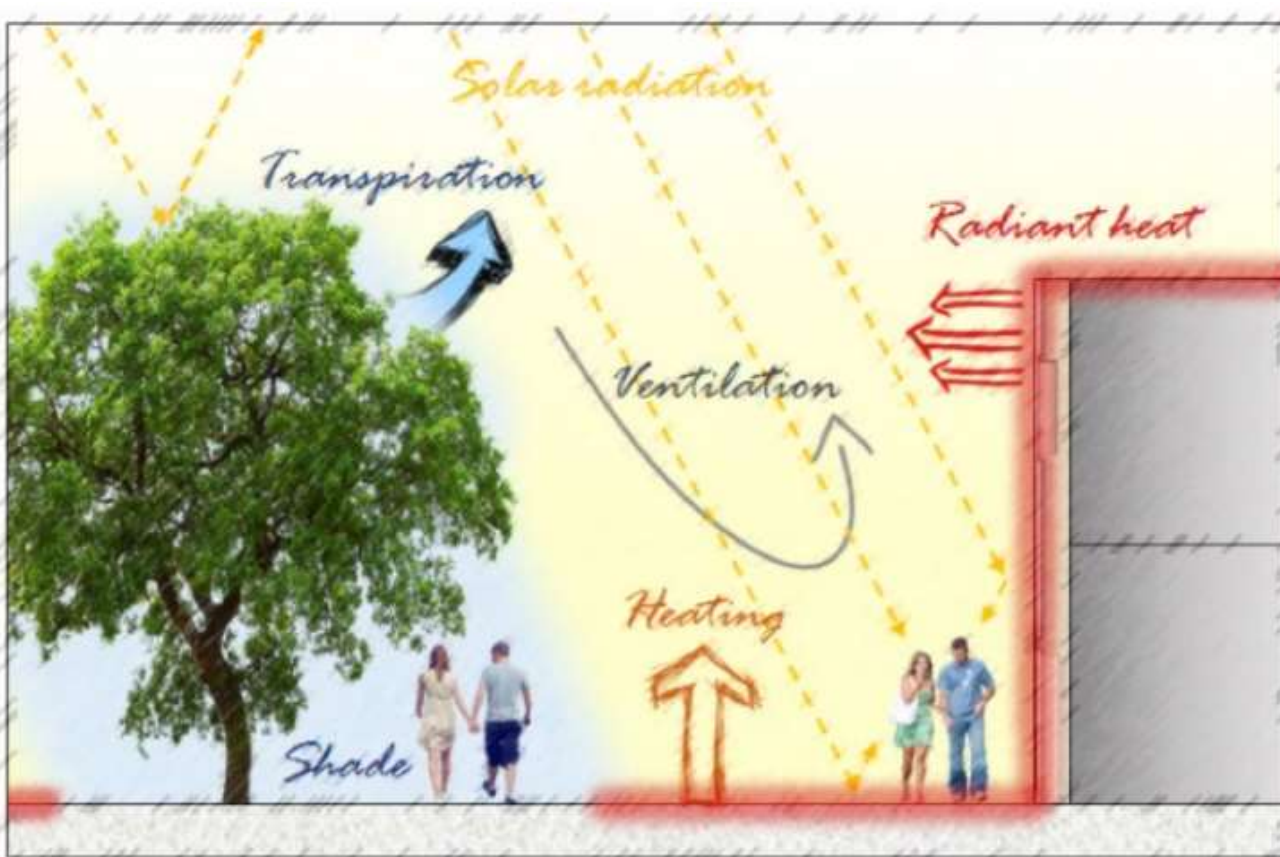 Solar radiation
Transpiration
Radiant heat
Ventilation
Heating
Shade